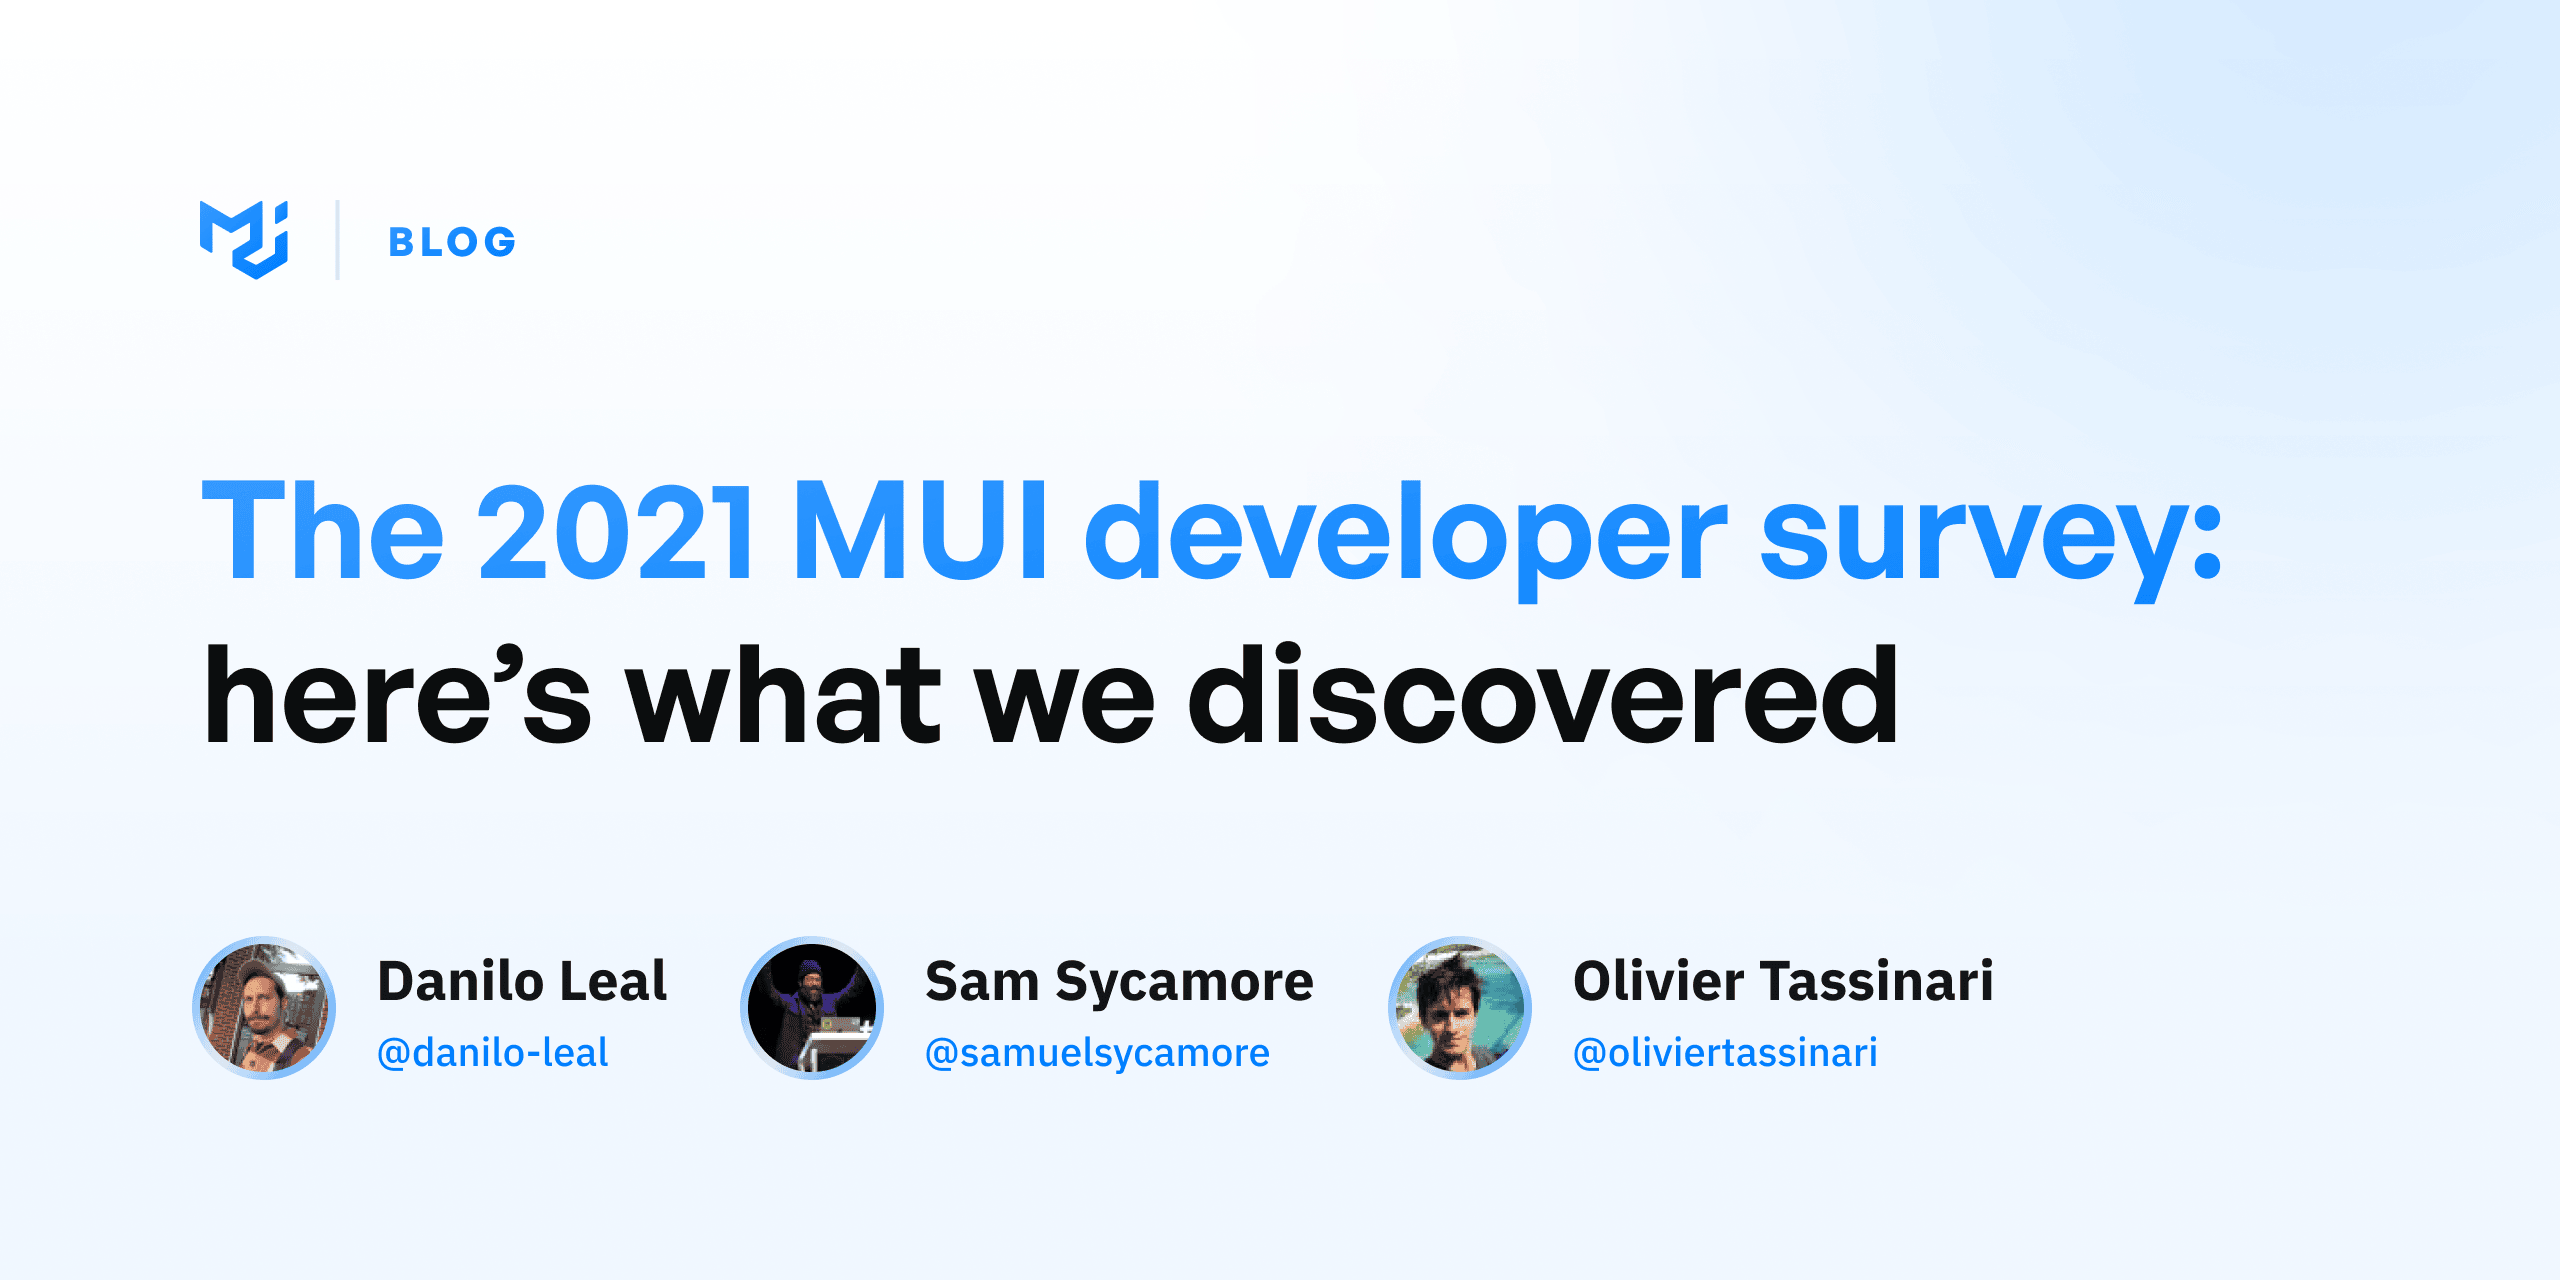 BLOG
The 2021 MUI developer survey:
here’s what we discovered
Danilo Leal
@danilo-leal
Sam Sycamore
@samuelsycamore
Olivier Tassinari
@oliviertassinari